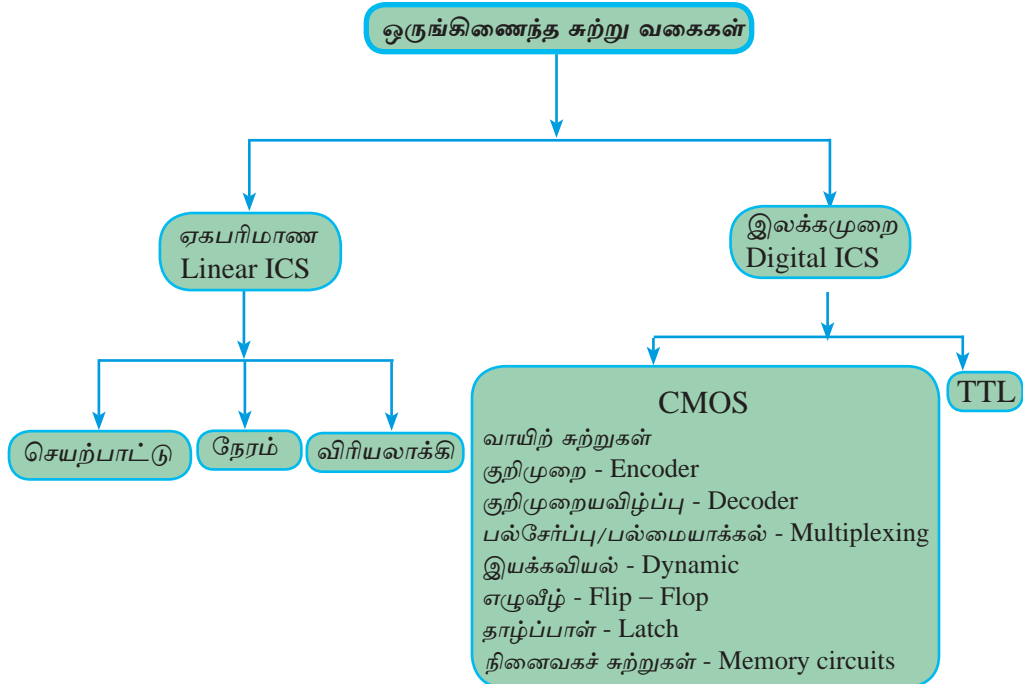 ஒருங்கிணைந்த சுற்று வகைகள்
ஏகபரிமாண
Linear ICS
இலக்கமுறை
Digital ICS
செயற்பாட்டு
நேரம்
விரியலாக்கி
CMOS
வாயிற் சுற்றுகள்
குறிமுறை - Encoder
குறிமுறையவிழ்ப்பு - Decoder
பல்சேர்ப்பு/பல்மையாக்கல் - Multiplexing
இயக்கவியல் - Dynamic
எழுவீழ் - Flip – Flop
தாழ்ப்பாள் - Latch
நினைவகச் சுற்றுகள் - Memory circuits
TTL